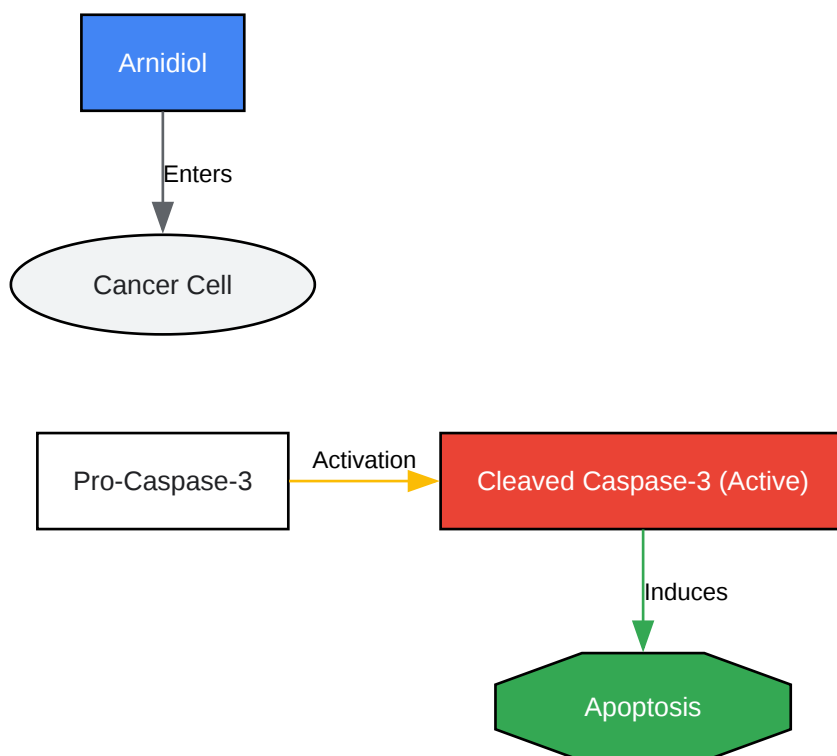 Arnidiol
Enters
Cancer Cell
Pro-Caspase-3
Activation
Cleaved Caspase-3 (Active)
Induces
Apoptosis